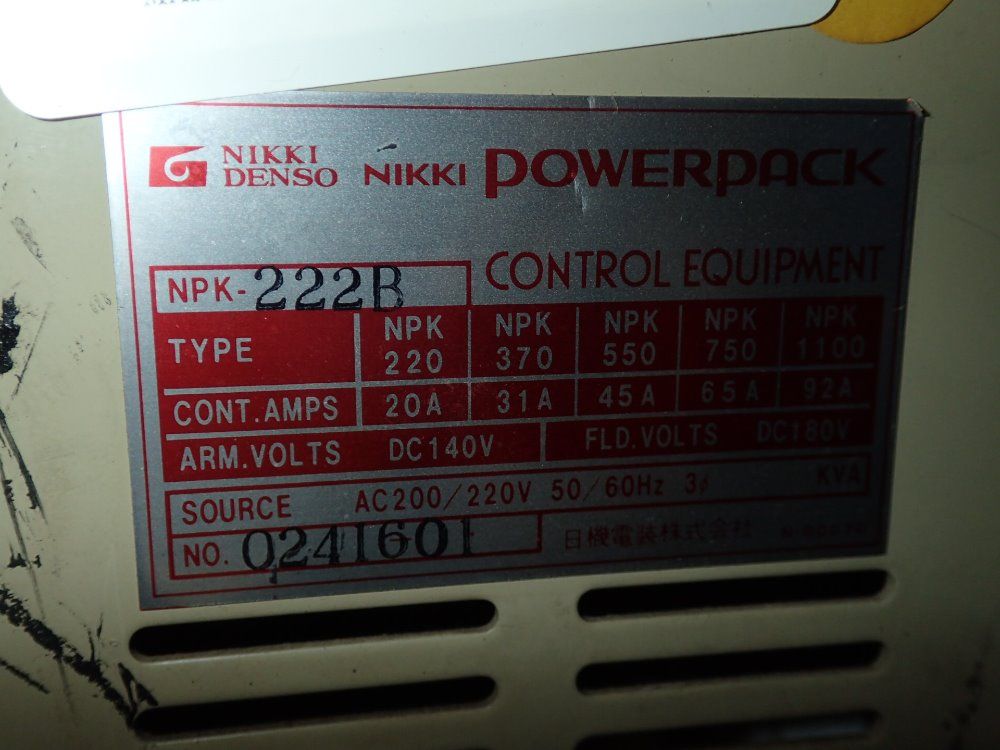 NIKKI DENSO NIKKI POWERPACK
CONTROL EQUIPMENT
NPK-222B
TYPE NPK 220 NPK 370 NPK 550 NPK 750 NPK 1100
CONT.AMPS 20A 31A 45A 65A 92A
ARM.VOLTS DC140V FLD.VOLTS DC180V
SOURCE AC200/220V 50/60Hz 3ϕ KVA
NO. 0241601 日機電装株式会社